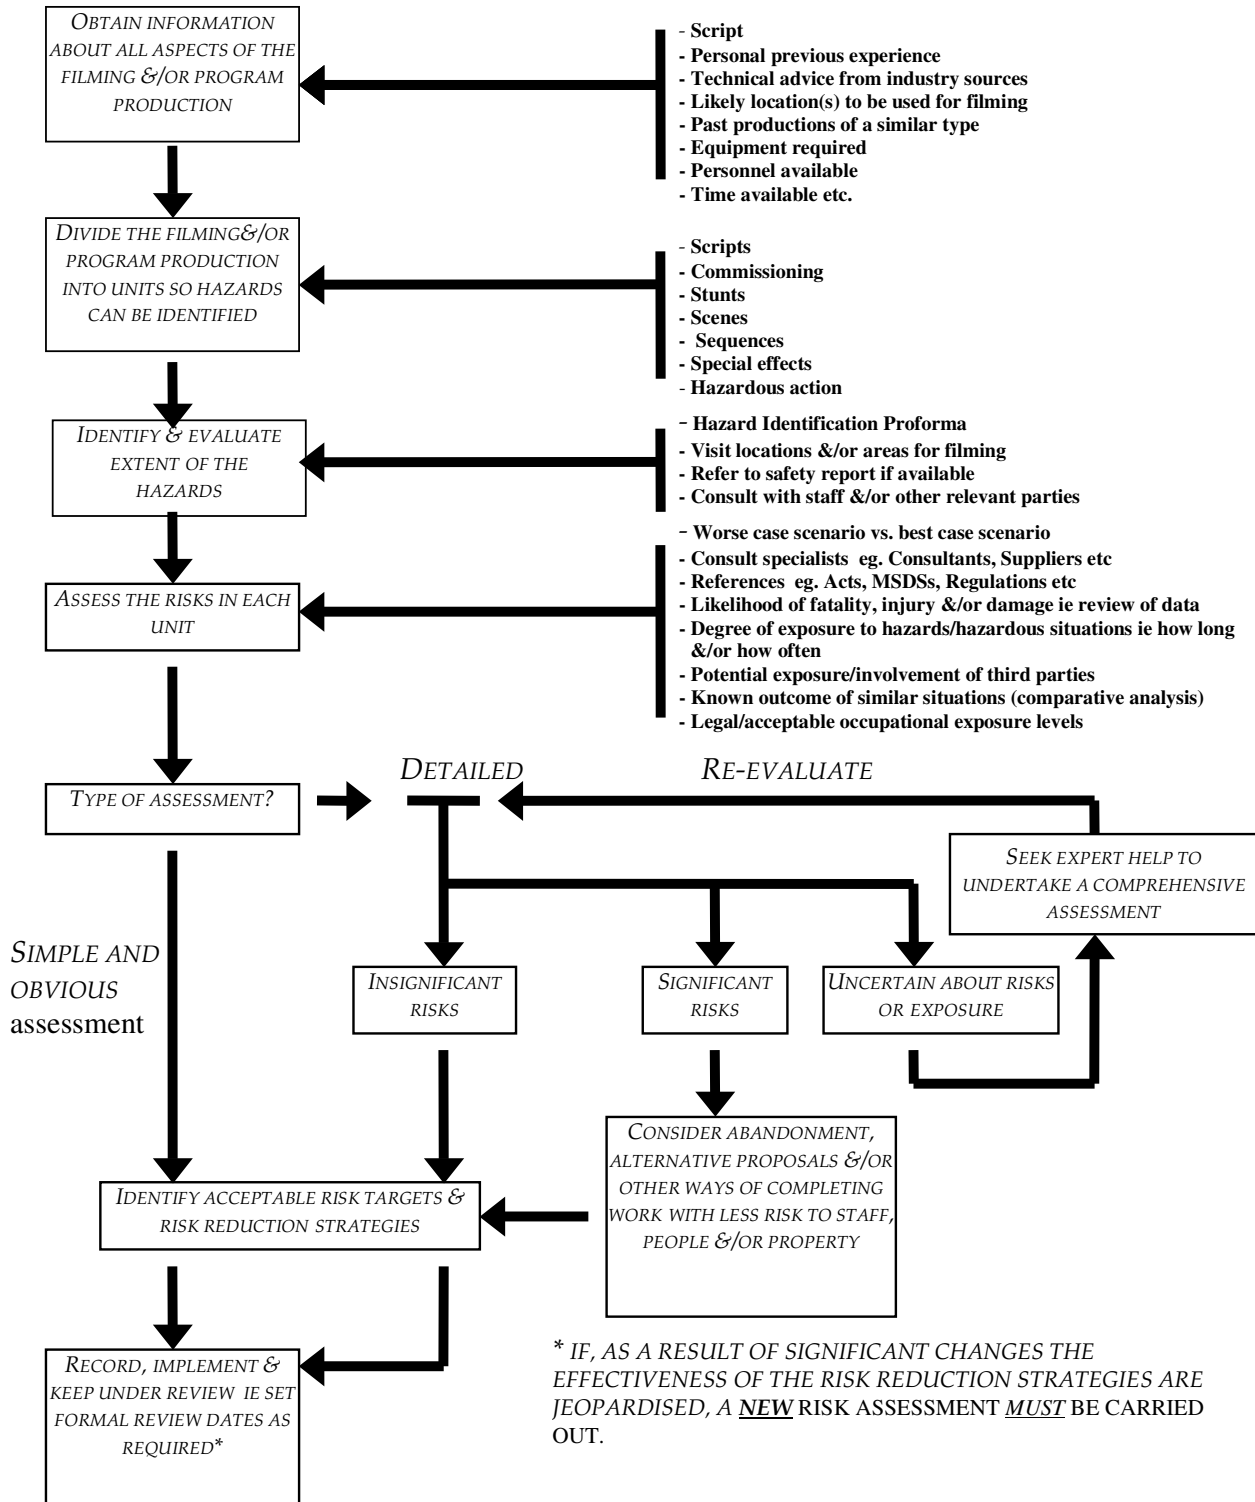 OBTAIN INFORMATION
ABOUT ALL ASPECTS OF THE
FILMING &/OR PROGRAM
PRODUCTION
- Script
- Personal previous experience
- Technical advice from industry sources
- Likely location(s) to be used for filming
- Past productions of a similar type
- Equipment required
- Personnel available
- Time available etc.
DIVIDE THE FILMING&/OR
PROGRAM PRODUCTION
INTO UNITS SO HAZARDS
CAN BE IDENTIFIED
- Scripts
- Commissioning
- Stunts
- Scenes
- Sequences
- Special effects
- Hazardous action
IDENTIFY & EVALUATE
EXTENT OF THE
HAZARDS
- Hazard Identification Proforma
- Visit locations &/or areas for filming
- Refer to safety report if available
- Consult with staff &/or other relevant parties
ASSESS THE RISKS IN EACH
UNIT
- Worse case scenario vs. best case scenario
- Consult specialists eg. Consultants, Suppliers etc
- References eg. Acts, MSDSs, Regulations etc
- Likelihood of fatality, injury &/or damage ie review of data
- Degree of exposure to hazards/hazardous situations ie how long
&/or how often
- Potential exposure/involvement of third parties
- Known outcome of similar situations (comparative analysis)
- Legal/acceptable occupational exposure levels
TYPE OF ASSESSMENT?
DETAILED
RE-EVALUATE
SEEK EXPERT HELP TO
UNDERTAKE A COMPREHENSIVE
ASSESSMENT
SIMPLE AND
OBVIOUS
assessment
INSIGNIFICANT
RISKS
SIGNIFICANT
RISKS
UNCERTAIN ABOUT RISKS
OR EXPOSURE
CONSIDER ABANDONMENT,
ALTERNATIVE PROPOSALS &/OR
OTHER WAYS OF COMPLETING
WORK WITH LESS RISK TO STAFF,
PEOPLE &/OR PROPERTY
IDENTIFY ACCEPTABLE RISK TARGETS &
RISK REDUCTION STRATEGIES
RECORD, IMPLEMENT &
KEEP UNDER REVIEW IE SET
FORMAL REVIEW DATES AS
REQUIRED*
* IF, AS A RESULT OF SIGNIFICANT CHANGES THE
EFFECTIVENESS OF THE RISK REDUCTION STRATEGIES ARE
JEOPARDISED, A NEW RISK ASSESSMENT MUST BE CARRIED
OUT.